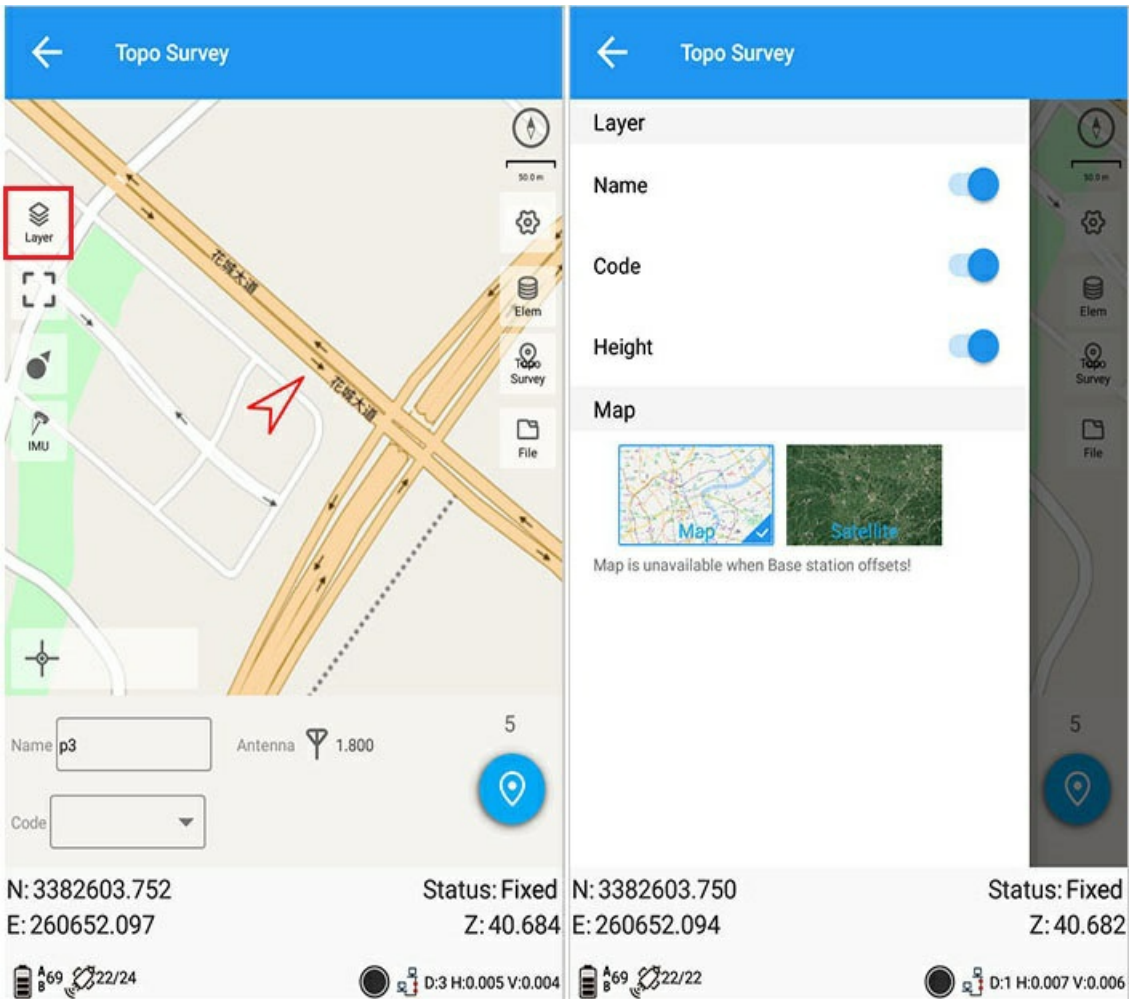 Topo Survey
50.0 m
Layer
花城大道
Elem
Topo
Survey
花城大道
IMU
File
Name p3
Antenna 1.800
5
Code
N: 3382603.752
Status: Fixed
E: 260652.097
Z: 40.684
A
B 69 22/24
D:3 H:0.005 V:0.004
Topo Survey
Layer
Name
Code
Height
Map
Map
Satellite
Map is unavailable when Base station offsets!
50.0 m
Elem
Topo
Survey
File
5
N: 3382603.750
Status: Fixed
E: 260652.094
Z: 40.682
A
B 69 22/22
D:1 H:0.007 V:0.006